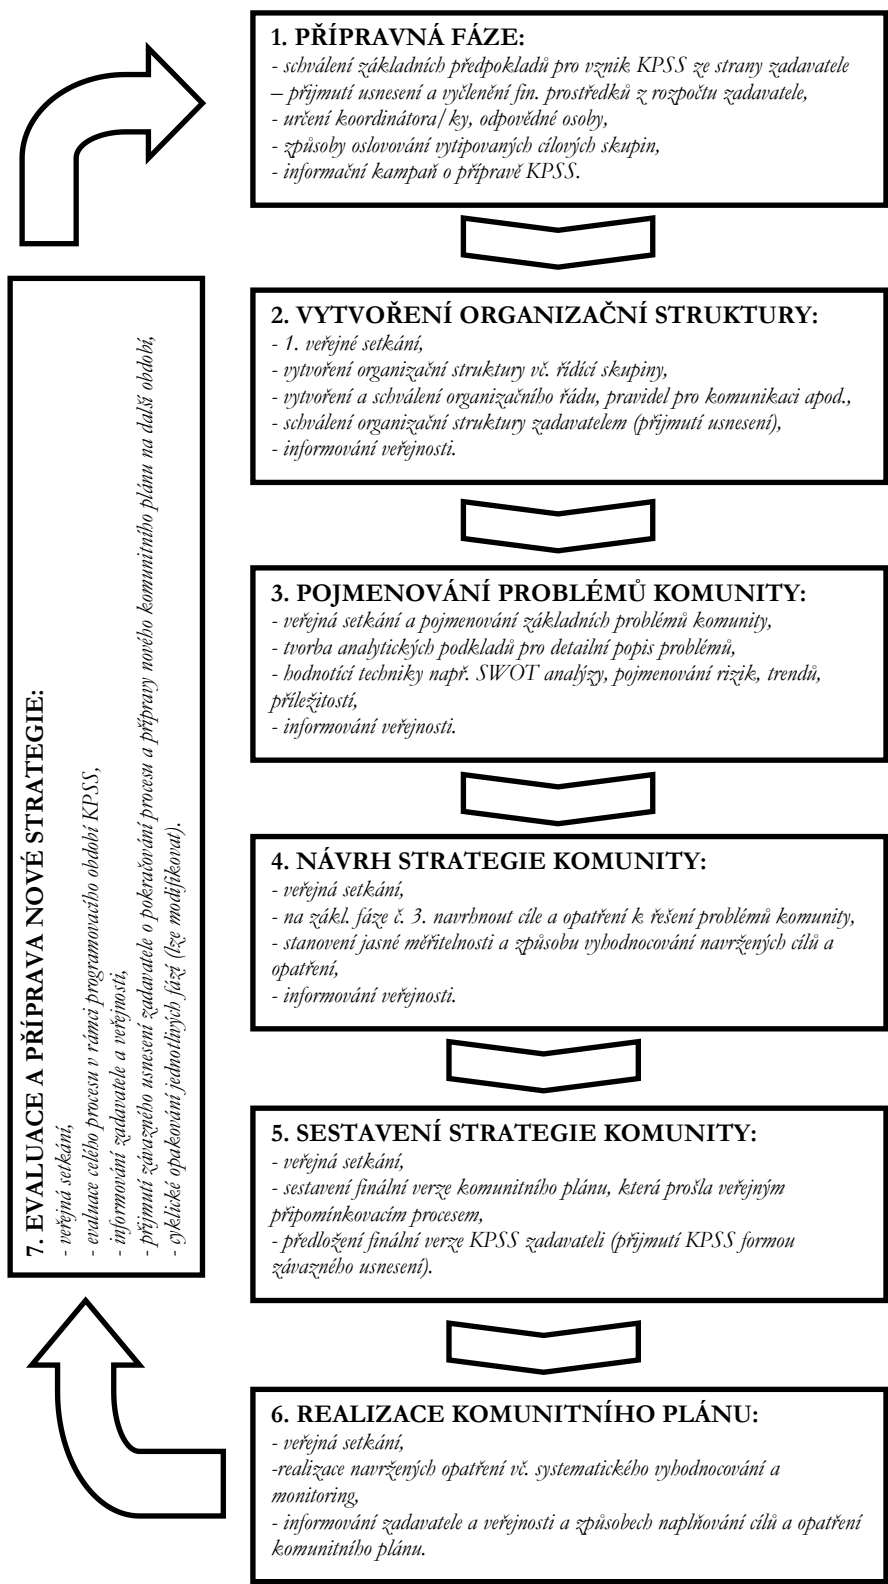 1. PŘÍPRAVNÁ FÁZE:
- schválení základních předpokladů pro vznik KPSS ze strany zadavatele
– přijmutí usnesení a vyčlenění fin. prostředků z rozpočtu zadavatele,
- určení koordinátora/ky, odpovědné osoby,
- způsoby oslovování vytipovaných cílových skupin,
- informační kampaň o přípravě KPSS.
2. VYTVOŘENÍ ORGANIZAČNÍ STRUKTURY:
- 1. veřejné setkání,
- vytvoření organizační struktury vč. řídící skupiny,
- vytvoření a schválení organizačního řádu, pravidel pro komunikaci apod.,
- schválení organizační struktury zadavatelem (přijmutí usnesení),
- informování veřejnosti.
3. POJMENOVÁNÍ PROBLÉMŮ KOMUNITY:
- veřejná setkání a pojmenování základních problémů komunity,
- tvorba analytických podkladů pro detailní popis problémů,
- hodnotící techniky např. SWOT analýzy, pojmenování rizik, trendů,
příležitostí,
- informování veřejnosti.
4. NÁVRH STRATEGIE KOMUNITY:
- veřejná setkání,
- na zákl. fáze č. 3. navrhnout cíle a opatření k řešení problémů komunity,
- stanovení jasné měřitelnosti a způsobu vyhodnocování navržených cílů a
opatření,
- informování veřejnosti.
5. SESTAVENÍ STRATEGIE KOMUNITY:
- veřejná setkání,
- sestavení finální verze komunitního plánu, která prošla veřejným
připomínkovacím procesem,
- předložení finální verze KPSS zadavateli (přijmutí KPSS formou
závazného usnesení).
6. REALIZACE KOMUNITNÍHO PLÁNU:
- veřejná setkání,
-realizace navržených opatření vč. systematického vyhodnocování a
monitoring,
- informování zadavatele a veřejnosti a způsobech naplňování cílů a opatření
komunitního plánu.
7. EVALUACE A PŘÍPRAVA NOVÉ STRATEGIE:
- veřejná setkání,
- evaluace celého procesu v rámci programovacího období KPSS,
- informování zadavatele a veřejnosti,
- přijmutí závazného usnesení zadavatele o pokračování procesu a přípravy nového komunitního plánu na další období,
- cyklické opakování jednotlivých fází (lze modifikovat).